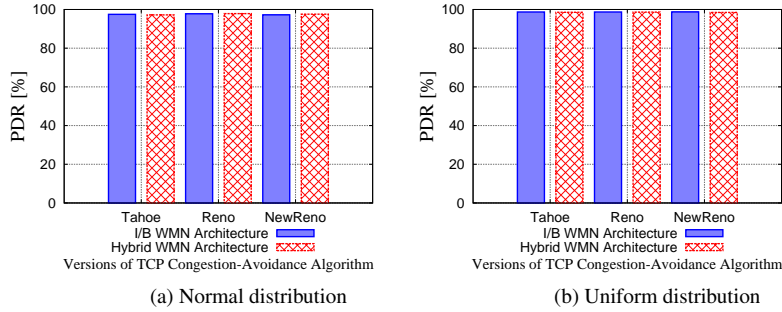 100
80
60
40
20
0
PDR [%]
Tahoe Reno NewReno
I/B WMN Architecture
Hybrid WMN Architecture
Versions of TCP Congestion-Avoidance Algorithm
(a) Normal distribution
100
80
60
40
20
0
PDR [%]
Tahoe Reno NewReno
I/B WMN Architecture
Hybrid WMN Architecture
Versions of TCP Congestion-Avoidance Algorithm
(b) Uniform distribution